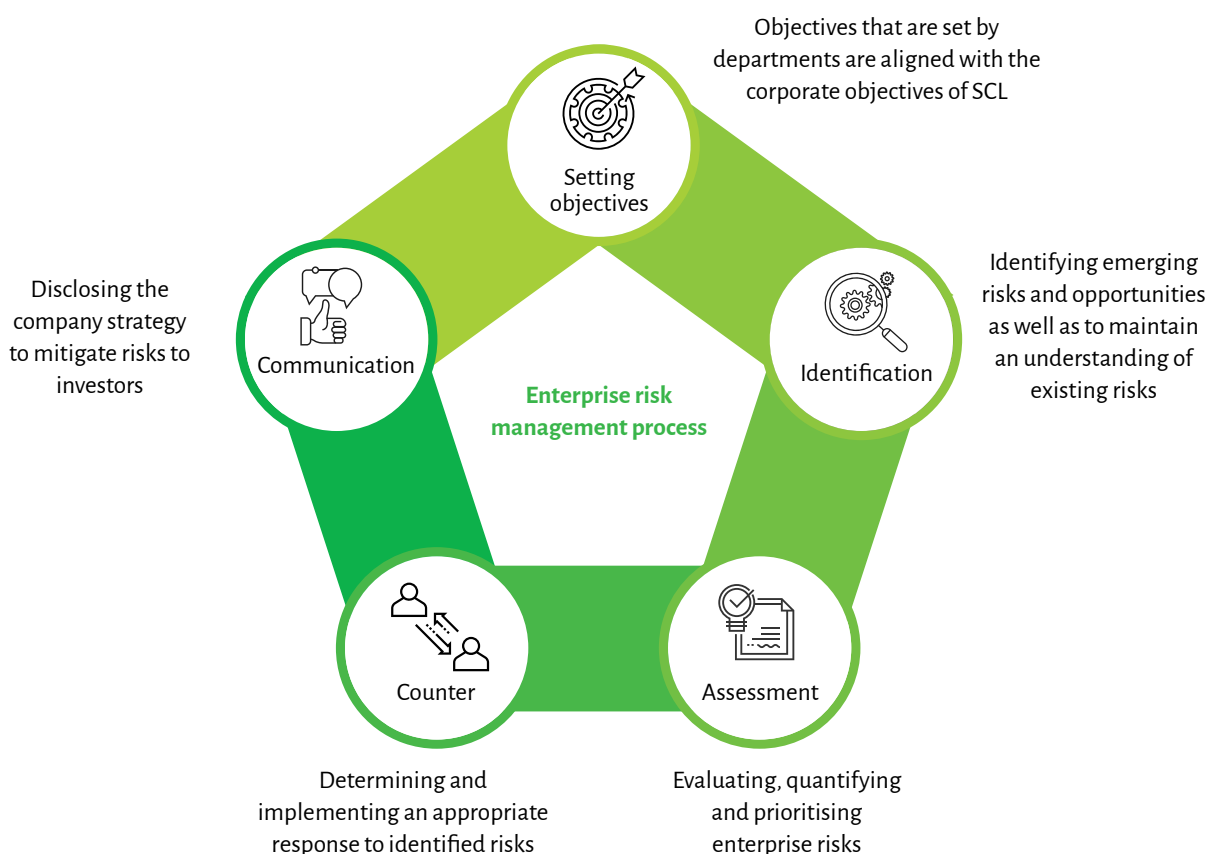 Objectives that are set by
departments are aligned with the
corporate objectives of SCL
Setting
objectives
Identifying emerging
risks and opportunities
as well as to maintain
an understanding of
existing risks
Identification
Disclosing the
company strategy
to mitigate risks to
investors
Communication
Enterprise risk
management process
Counter
Assessment
Determining and
implementing an appropriate
response to identified risks
Evaluating, quantifying
and prioritising
enterprise risks